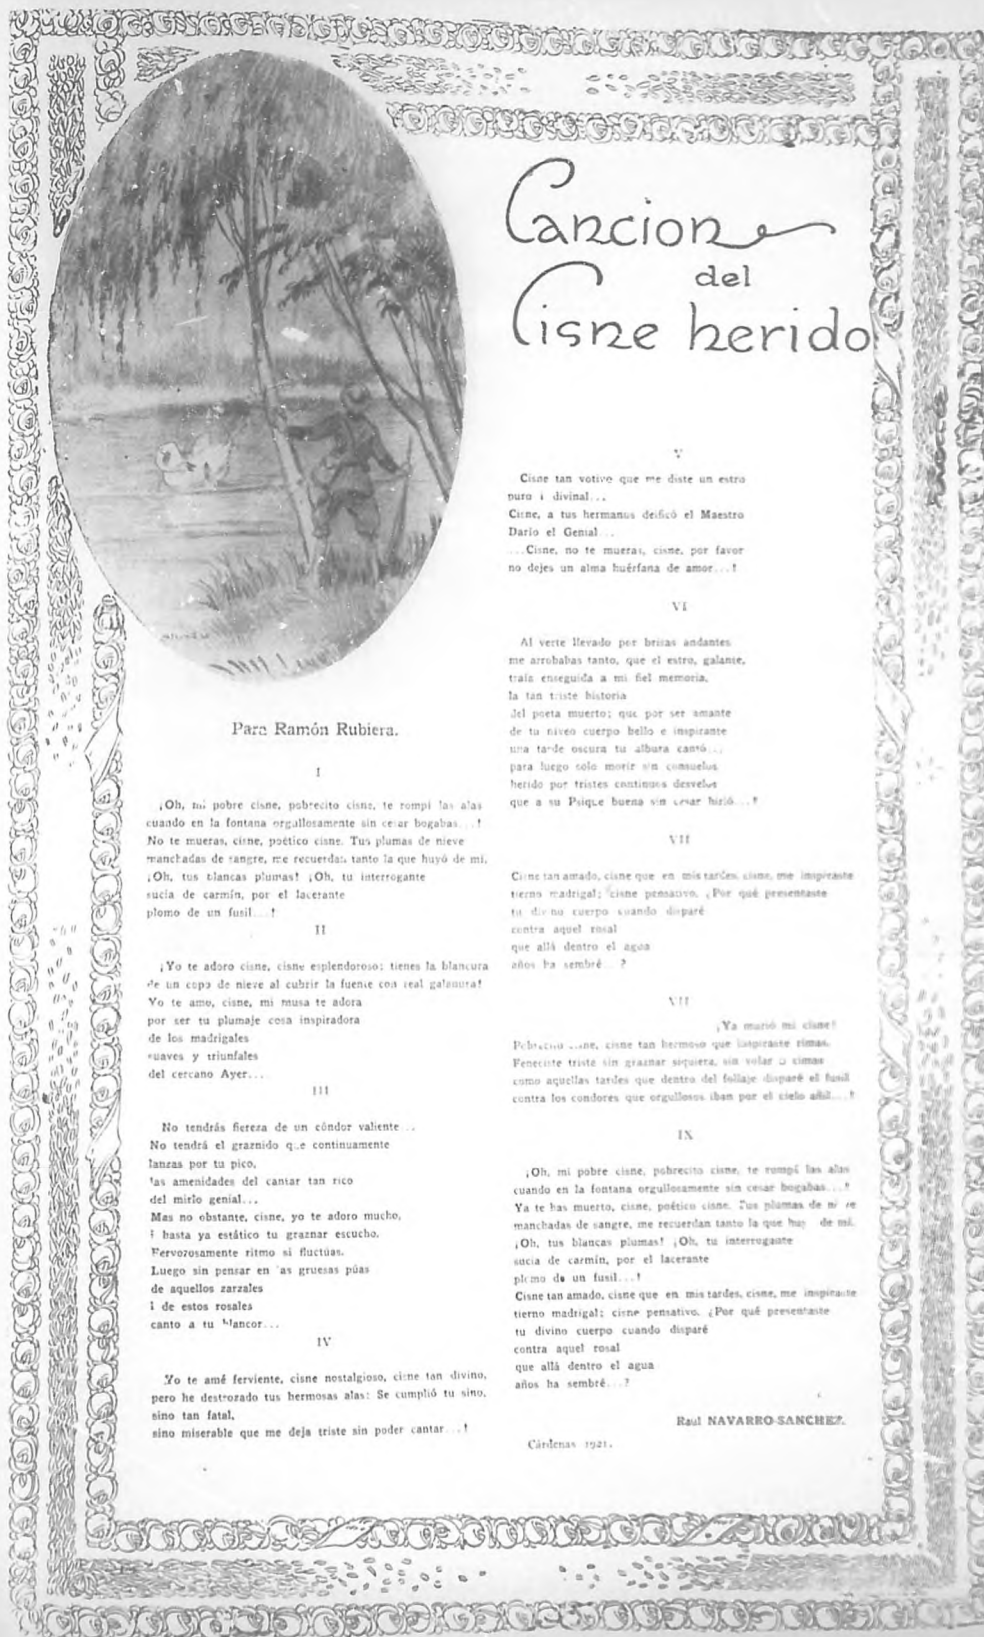 Cancion
del
Cisne herido
Para Ramón Rubiera.
I
¡Oh, mi pobre cisne, pobrecito cisne, te rompí las alas
cuando en la fontana orgullosamente sin cesar bogabas...!
No te mueras, cisne, poético cisne. Tus plumas de nieve
manchadas de sangre, me recuerdan tanto la que huyó de mí.
¡Oh, tus blancas plumas! ¡Oh, tu interrogante
sucia de carmín, por el lacerante
plomo de un fusil...!
II
¡Yo te adoro cisne, cisne esplendoroso; tienes la blancura
de un copo de nieve al cubrir la fuente con real galanura!
Yo te amo, cisne, mi musa te adora
por ser tu plumaje cosa inspiradora
de los madrigales
suaves y triunfales
del cercano Ayer...
III
No tendrás fiereza de un cóndor valiente...
No tendrá el graznido que continuamente
lanzas por tu pico,
las amenidades del cantar tan rico
del mirlo genial...
Mas no obstante, cisne, yo te adoro mucho,
i hasta ya estático tu graznar escucho.
Fervorosamente ritmo si fluctúas.
Luego sin pensar en las gruesas púas
de aquellos zarzales
i de estos rosales
canto a tu blancor...
IV
Yo te amé ferviente, cisne nostalgioso, cisne tan divino,
pero he destrozado tus hermosas alas: Se cumplió tu sino,
sino tan fatal,
sino miserable que me deja triste sin poder cantar...!
V
Cisne tan votivo que me diste un estro
puro i divinal...
Cisne, a tus hermanos deificó el Maestro
Darío el Genial...
...Cisne, no te mueras, cisne, por favor
no dejes un alma huérfana de amor...!
VI
Al verte llevado por brisas andantes
me arrobabas tanto, que el estro, galante,
traía enseguida a mi fiel memoria,
la tan triste historia
del poeta muerto; que por ser amante
de tu níveo cuerpo bello e inspirante
una tarde oscura tu albura cantó...
para luego solo morir sin consuelos
herido por tristes continuos desvelos
que a su Psique buena sin cesar hirió...!
VII
Cisne tan amado, cisne que en mis tardes, cisne, me inspiraste
tierno madrigal; cisne pensativo. ¿Por qué presentaste
tu divino cuerpo cuando disparé
contra aquel rosal
que allá dentro el agua
años ha sembré...?
VII
¡Ya murió mi cisne!
Pobrecito cisne, cisne tan hermoso que inspiraste rimas.
Feneciste triste sin graznar siquiera, sin volar a cimas
como aquellas tardes que dentro del follaje disparé el fusil
contra los condores que orgullosos iban por el cielo añil...!
IX
¡Oh, mi pobre cisne, pobrecito cisne, te rompí las alas
cuando en la fontana orgullosamente sin cesar bogabas...!
Ya te has muerto, cisne, poético cisne. Tus plumas de nieve
manchadas de sangre, me recuerdan tanto la que huyó de mí.
¡Oh, tus blancas plumas! ¡Oh, tu interrogante
sucia de carmín, por el lacerante
plomo de un fusil...!
Cisne tan amado, cisne que en mis tardes, cisne, me inspiraste
tierno madrigal; cisne pensativo. ¿Por qué presentaste
tu divino cuerpo cuando disparé
contra aquel rosal
que allá dentro el agua
años ha sembré...?
Raul NAVARRO-SANCHEZ.
Cárdenas 1921.